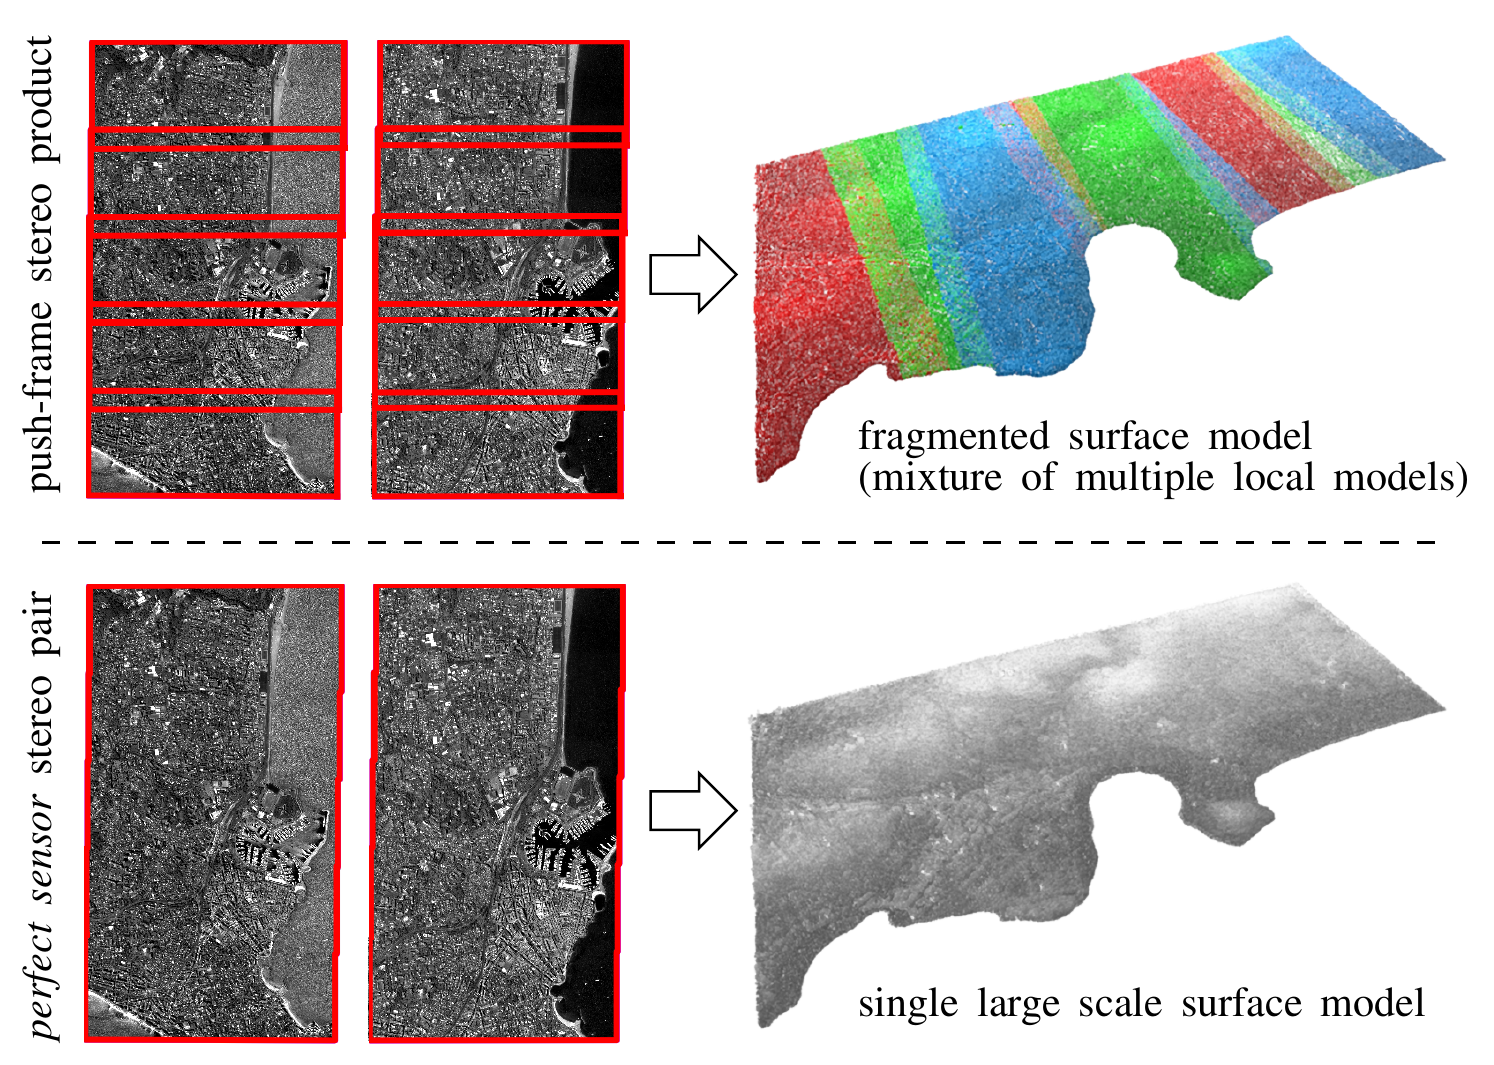 push-frame stereo product
fragmented surface model
(mixture of multiple local models)
perfect sensor stereo pair
single large scale surface model